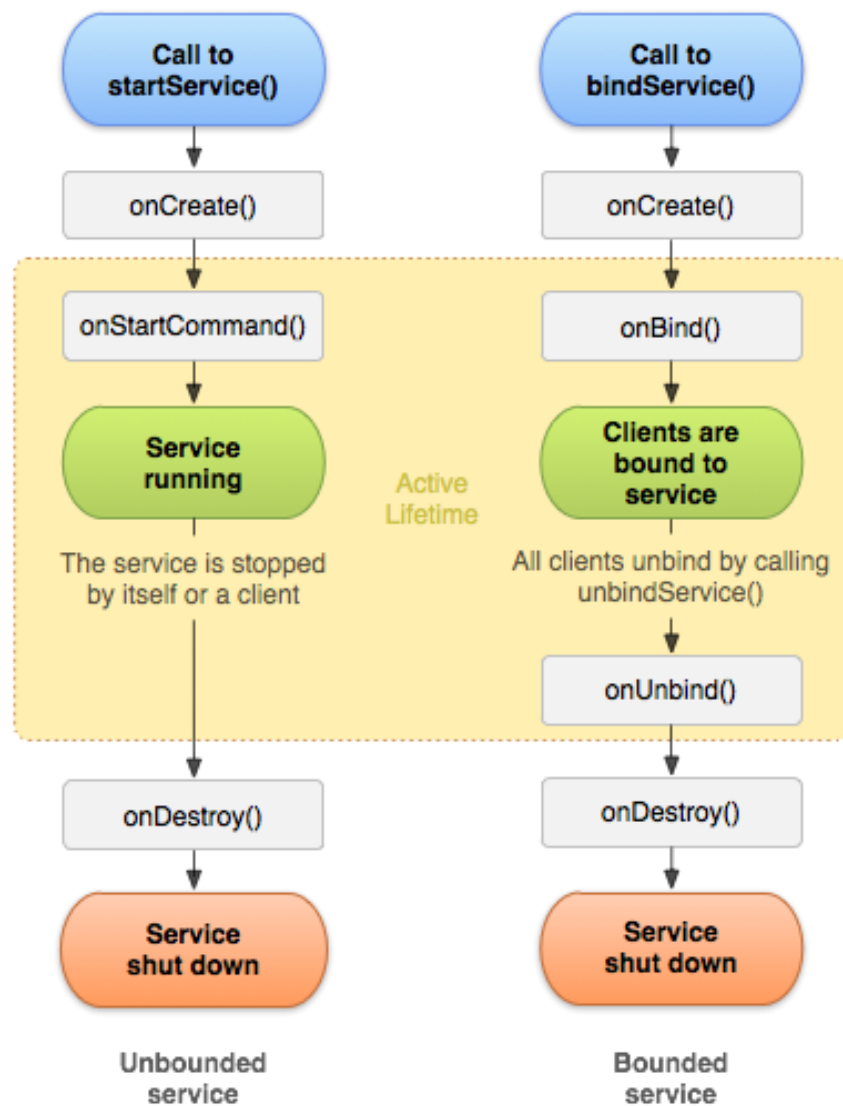 Call to
startService()
onCreate()
onStartCommand()
Service
running
The service is stopped
by itself or a client
onDestroy()
Service
shut down
Unbounded
service
Active
Lifetime
Call to
bindService()
onCreate()
onBind()
Clients are
bound to
service
All clients unbind by calling
unbindService()
onUnbind()
onDestroy()
Service
shut down
Bounded
service